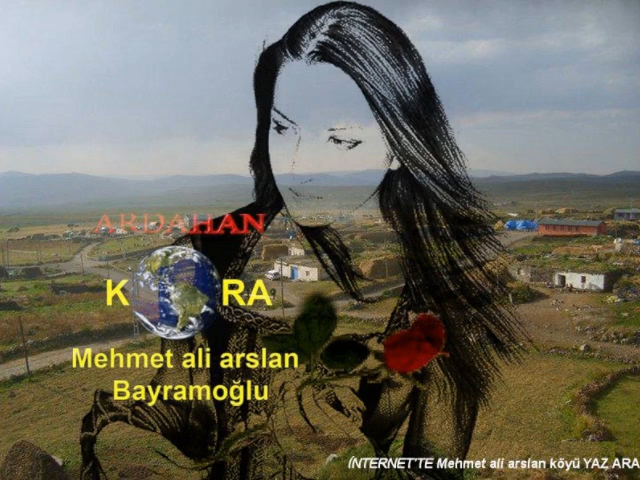 ARDAHAN
K RA
Mehmet ali arslan
Bayramoğlu
İNTERNET'TE Mehmet ali arslan köyü YAZ ARA